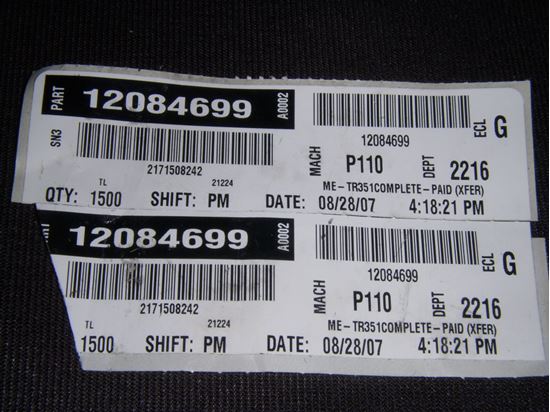 PART 12084699 A0002
12084699
ECL G
SN3
2171508242
MACH P110 DEPT 2216
TL 21224
ME-TR351COMPLETE-PAID (XFER)
QTY: 1500 SHIFT: PM DATE: 08/28/07 4:18:21 PM
12084699 A0002
12084699
ECL G
2171508242
MACH P110 DEPT 2216
TL 21224
ME-TR351COMPLETE-PAID (XFER)
1500 SHIFT: PM DATE: 08/28/07 4:18:21 PM